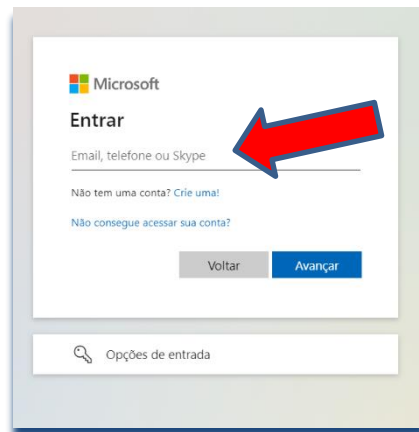 Microsoft
Entrar
Email, telefone ou Skype
Não tem uma conta? Crie uma!
Não consegue acessar sua conta?
Voltar Avançar
Opções de entrada